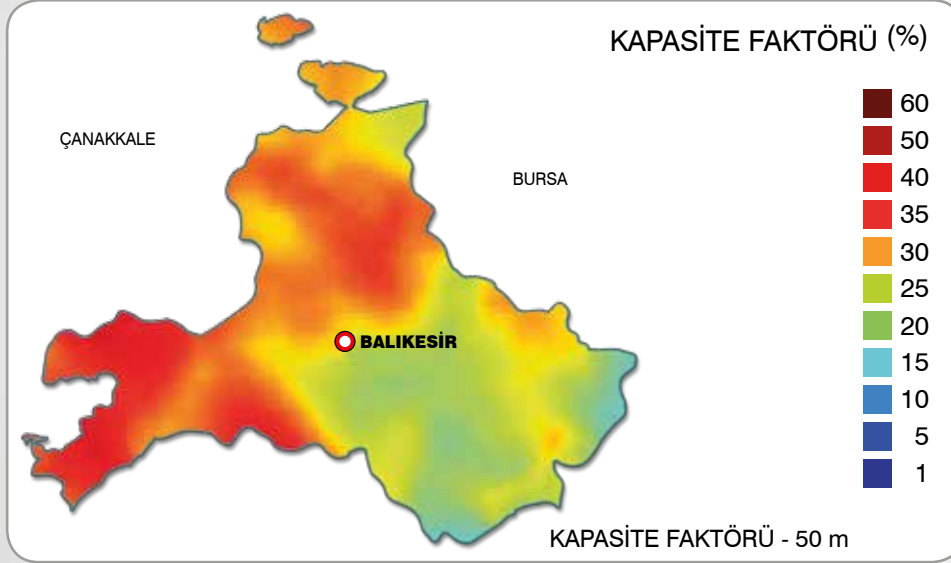 KAPASİTE FAKTÖRÜ (%)
ÇANAKKALE
BURSA
BALIKESİR
60
50
40
35
30
25
20
15
10
5
1
KAPASİTE FAKTÖRÜ - 50 m